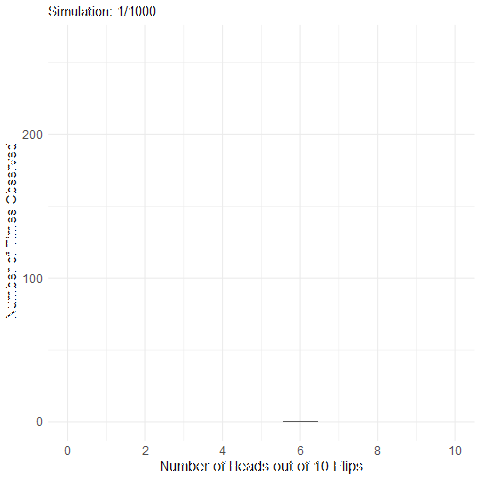 Simulation: 1/1000
Number of Times Observed
200
100
0
0 2 4 6 8 10
Number of Heads out of 10 Flips